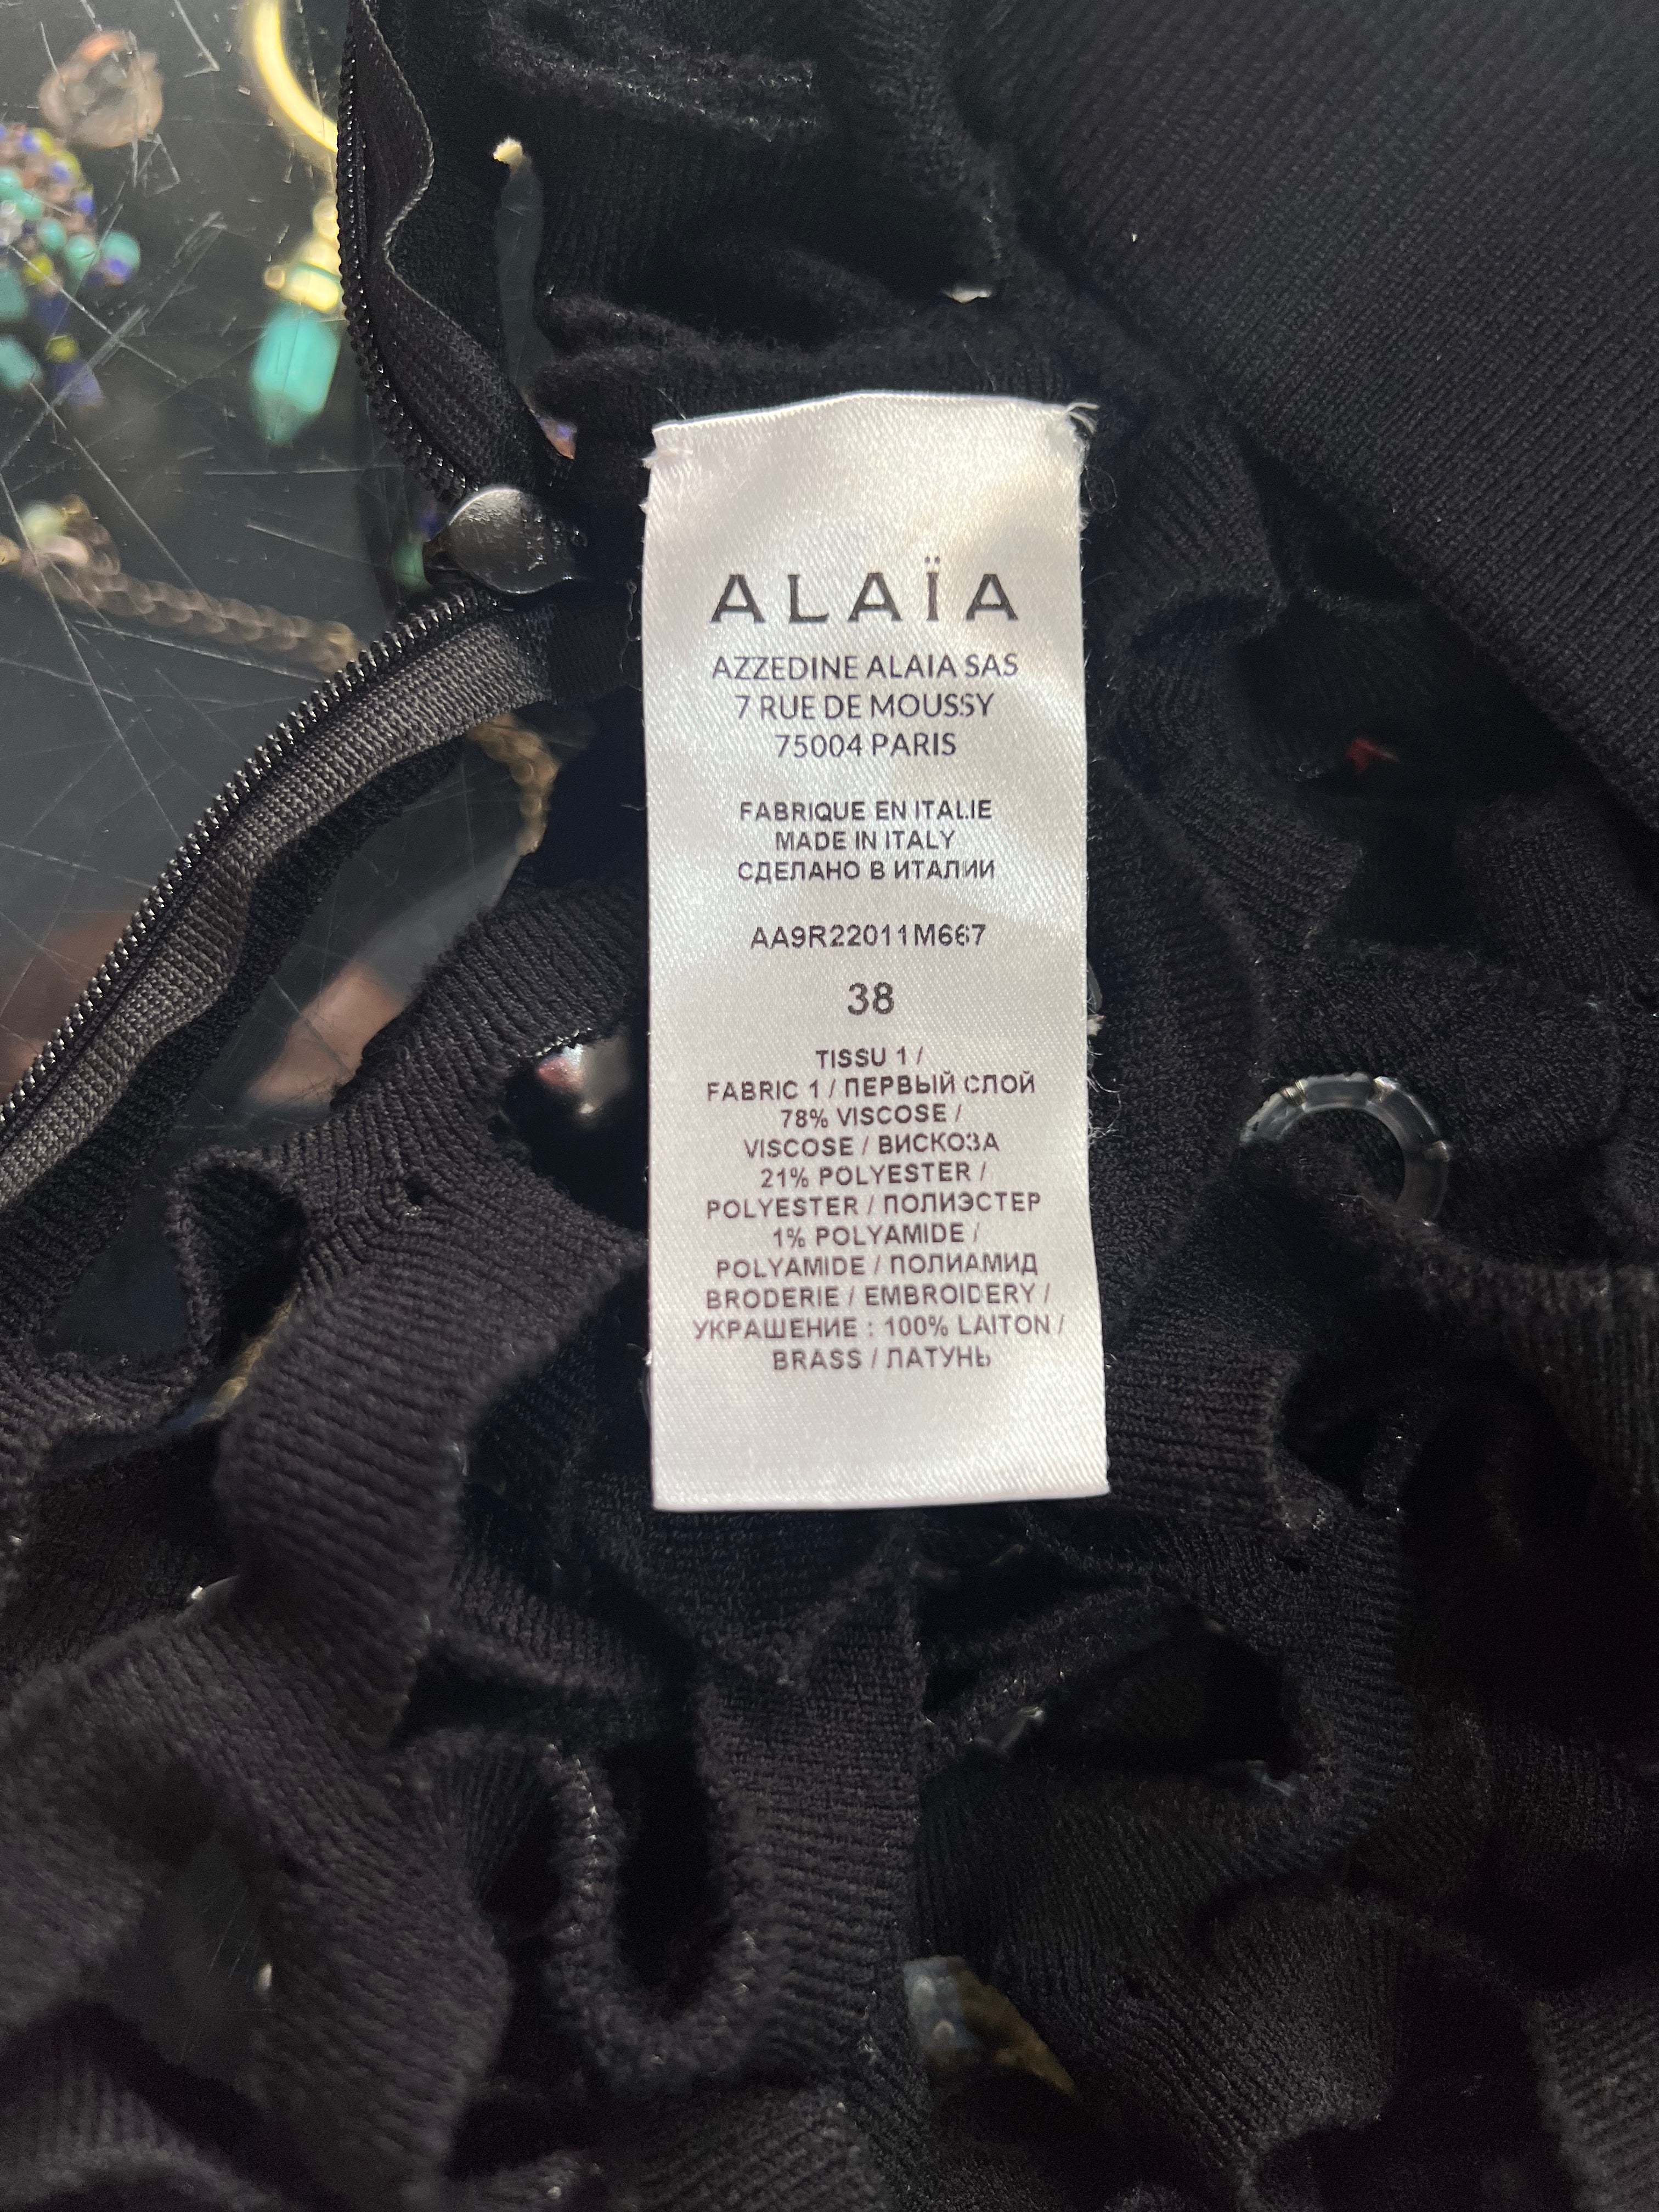 ALAÏA
AZZEDINE ALAIA SAS
7 RUE DE MOUSSY
75004 PARIS
FABRIQUE EN ITALIE
MADE IN ITALY
СДЕЛАНО В ИТАЛИИ
AA9R22011M667
38
TISSU 1 /
FABRIC 1 / ПЕРВЫЙ СЛОЙ
78% VISCOSE /
VISCOSE / ВИСКОЗА
21% POLYESTER /
POLYESTER / ПОЛИЭСТЕР
1% POLYAMIDE /
POLYAMIDE / ПОЛИАМИД
BRODERIE / EMBROIDERY /
УКРАШЕНИЕ : 100% LAITON /
BRASS / ЛАТУНЬ